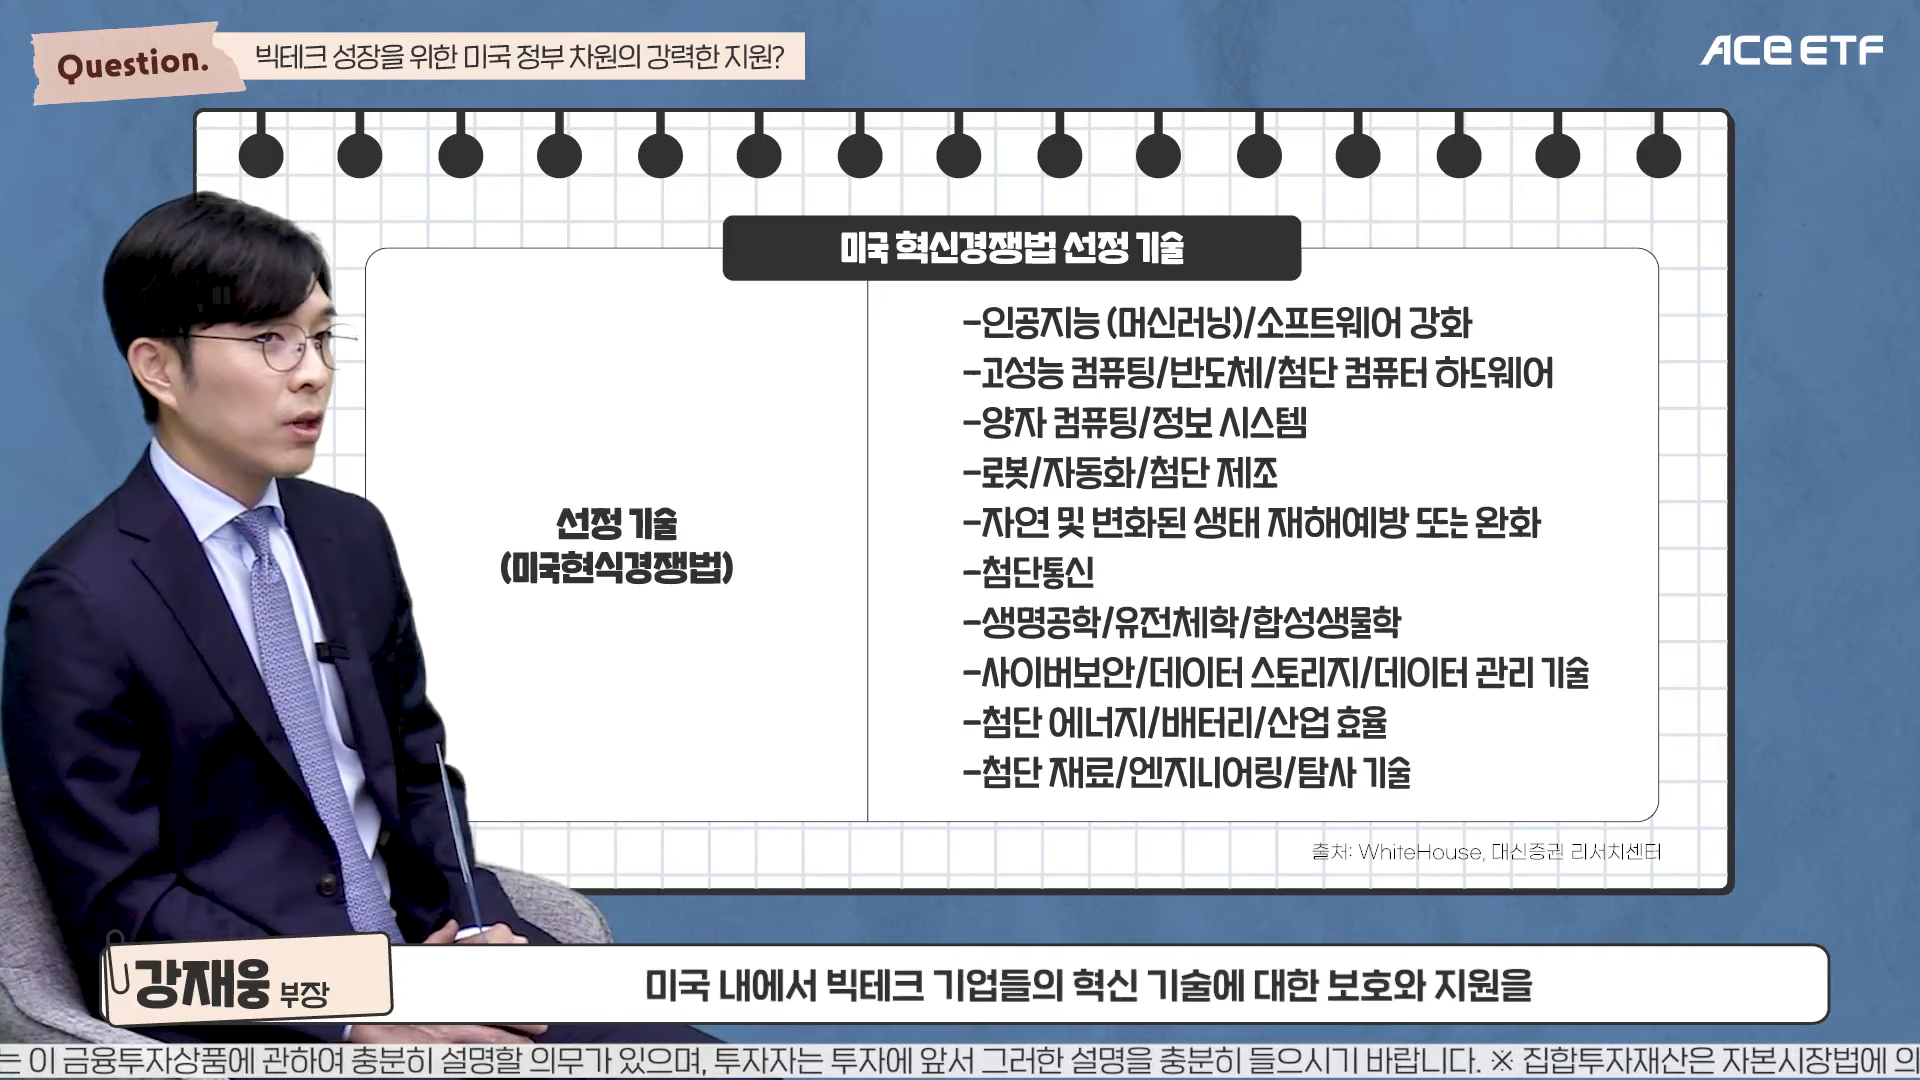 Question.
빅테크 성장을 위한 미국 정부 차원의 강력한 지원?
ACE ETF
미국 혁신경쟁법 선정 기술
선정 기술
(미국현식경쟁법)
-인공지능 (머신러닝)/소프트웨어 강화
-고성능 컴퓨팅/반도체/첨단 컴퓨터 하드웨어
-양자 컴퓨팅/정보 시스템
-로봇/자동화/첨단 제조
-자연 및 변화된 생태 재해예방 또는 완화
-첨단통신
-생명공학/유전체학/합성생물학
-사이버보안/데이터 스토리지/데이터 관리 기술
-첨단 에너지/배터리/산업 효율
-첨단 재료/엔지니어링/탐사 기술
출처: WhiteHouse, 대신증권 리서치센터
강재웅 부장
미국 내에서 빅테크 기업들의 혁신 기술에 대한 보호와 지원을
는 이 금융투자상품에 관하여 충분히 설명할 의무가 있으며, 투자자는 투자에 앞서 그러한 설명을 충분히 들으시기 바랍니다. ※ 집합투자재산은 자본시장법에 의